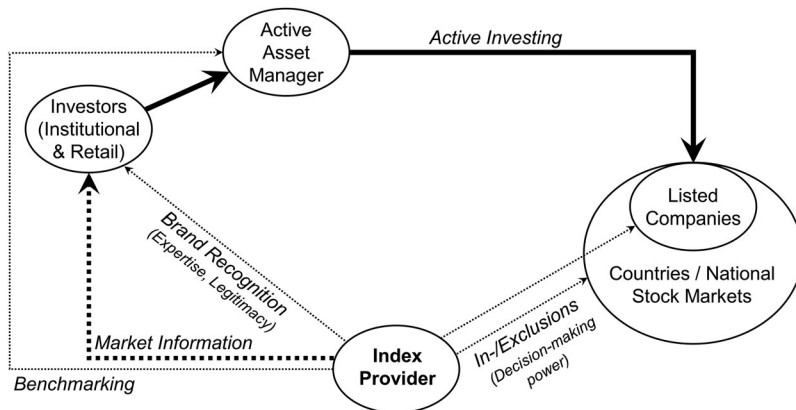 Active
Asset
Manager
Active Investing
Investors
(Institutional
& Retail)
Listed
Companies
Countries / National
Stock Markets
Brand Recognition
(Expertise, Legitimacy)
In-/Exclusions
(Decision-making
power)
Market Information
Index
Provider
Benchmarking